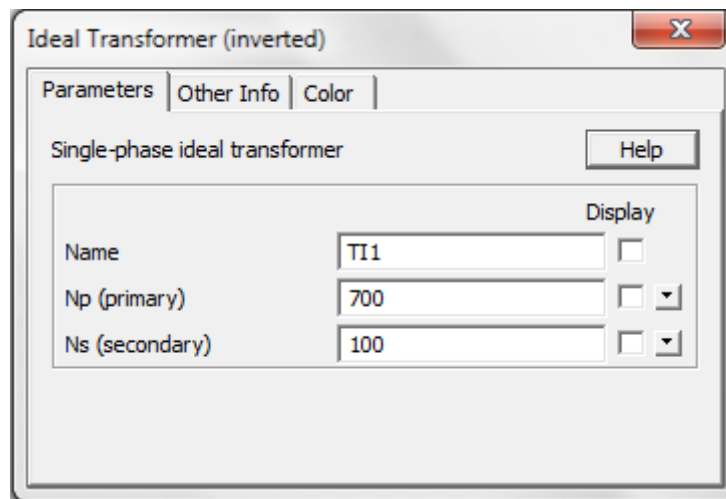 Ideal Transformer (inverted)
Parameters Other Info Color
Single-phase ideal transformer Help
Display
Name TI1
Np (primary) 700
Ns (secondary) 100